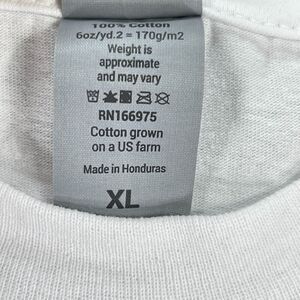 100% Cotton
6oz/yd.2 = 170g/m2
Weight is
approximate
and may vary
RN166975
Cotton grown
on a US farm
Made in Honduras
XL